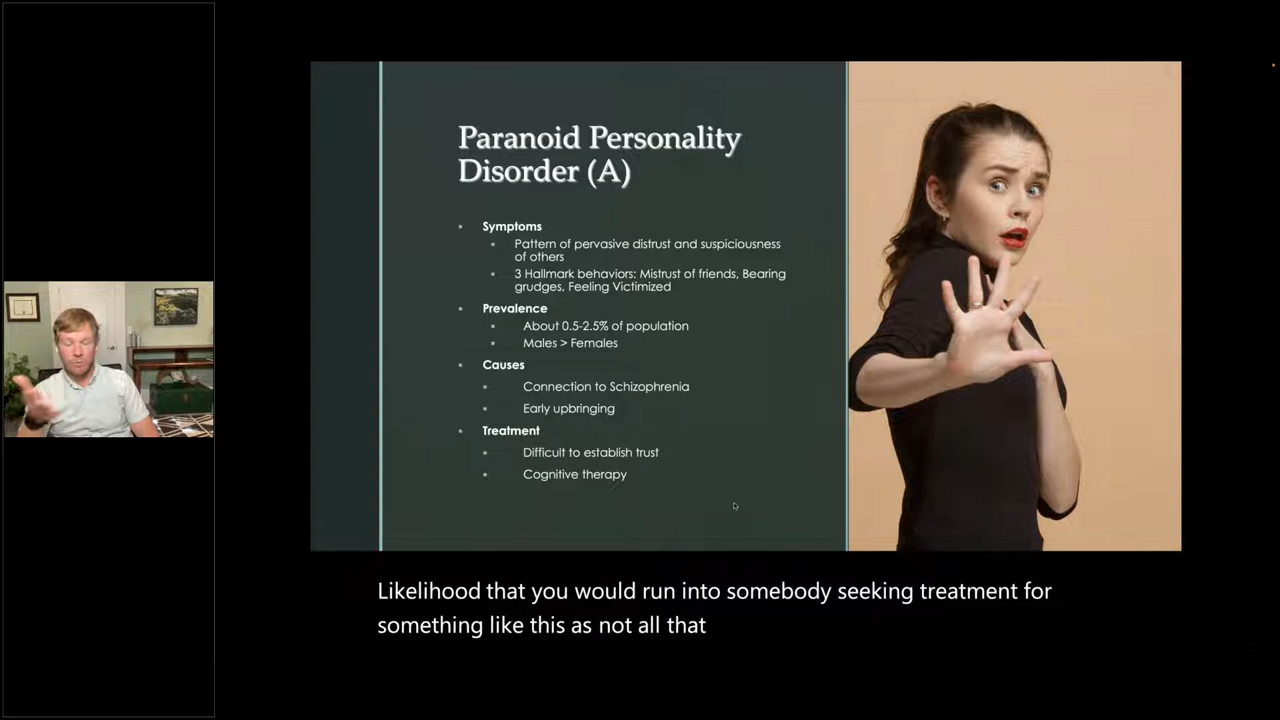 Paranoid Personality
Disorder (A)
Symptoms
Pattern of pervasive distrust and suspiciousness
of others
3 Hallmark behaviors: Mistrust of friends, Bearing
grudges, Feeling Victimized
Prevalence
About 0.5-2.5% of population
Males > Females
Causes
Connection to Schizophrenia
Early upbringing
Treatment
Difficult to establish trust
Cognitive therapy
Likelihood that you would run into somebody seeking treatment for
something like this as not all that